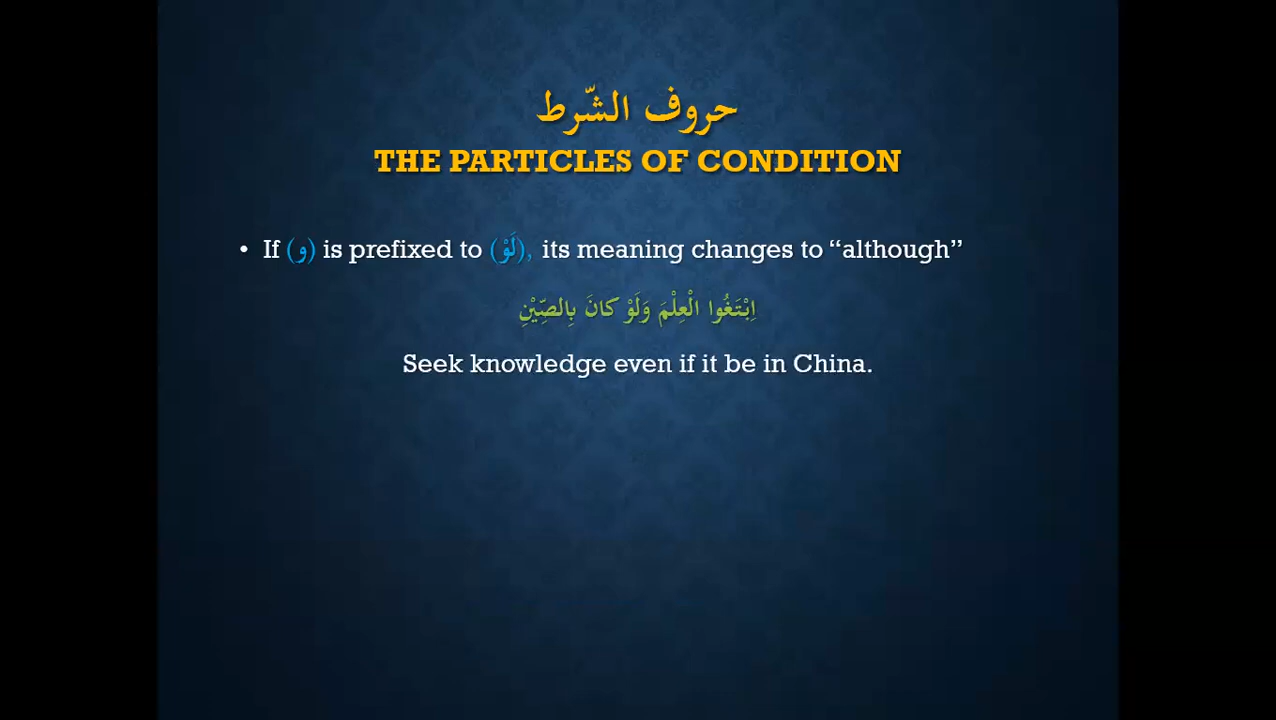 حروف الشّرط
THE PARTICLES OF CONDITION
• If (و) is prefixed to (لَوْ), its meaning changes to “although”
اِبْتَغُوا الْعِلْمَ وَلَوْ كانَ بِالصِّيْنِ
Seek knowledge even if it be in China.